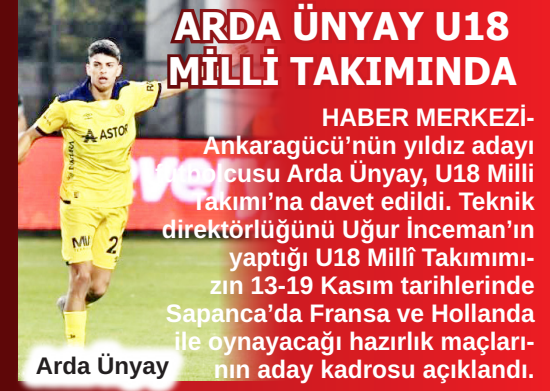 ARDA ÜNYAY U18
MİLLİ TAKIMINDA
HABER MERKEZİ-
Ankaragücü’nün yıldız adayı
futbolcusu Arda Ünyay, U18 Milli
Takımı’na davet edildi. Teknik
direktörlüğünü Uğur İnceman’ın
yaptığı U18 Millî Takımımı-
zın 13-19 Kasım tarihlerinde
Sapanca’da Fransa ve Hollanda
ile oynayacağı hazırlık maçları-
nın aday kadrosu açıklandı.
ASTOR
2
Arda Ünyay